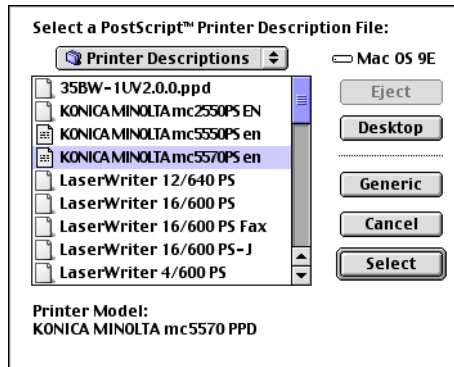 Select a PostScript™ Printer Description File:
Printer Descriptions
Mac OS 9E
35BW-1UV2.0.0.ppd
KONICA MINOLTA mc2550PS EN
KONICA MINOLTA mc5550PS en
KONICA MINOLTA mc5570PS en
LaserWriter 12/640 PS
LaserWriter 16/600 PS
LaserWriter 16/600 PS Fax
LaserWriter 16/600 PS-J
LaserWriter 4/600 PS
Eject
Desktop
Generic
Cancel
Select
Printer Model:
KONICA MINOLTA mc5570 PPD